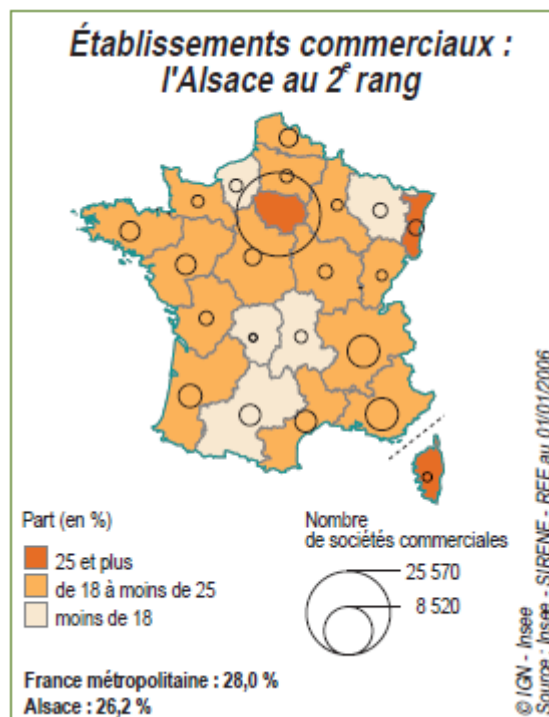 Établissements commerciaux :
l'Alsace au 2e rang
Part (en %)
25 et plus
de 18 à moins de 25
moins de 18
Nombre
de sociétés commerciales
25 570
8 520
France métropolitaine : 28,0 %
Alsace : 26,2 %
© IGN - Insee
Source : Insee - SIRENE - REE au 01/01/2006